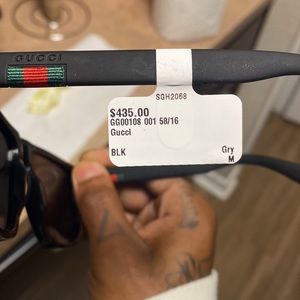 GUCCI
SGH2068
$435.00
GG0010S 001 58/16
Gucci
BLK
Gry
M